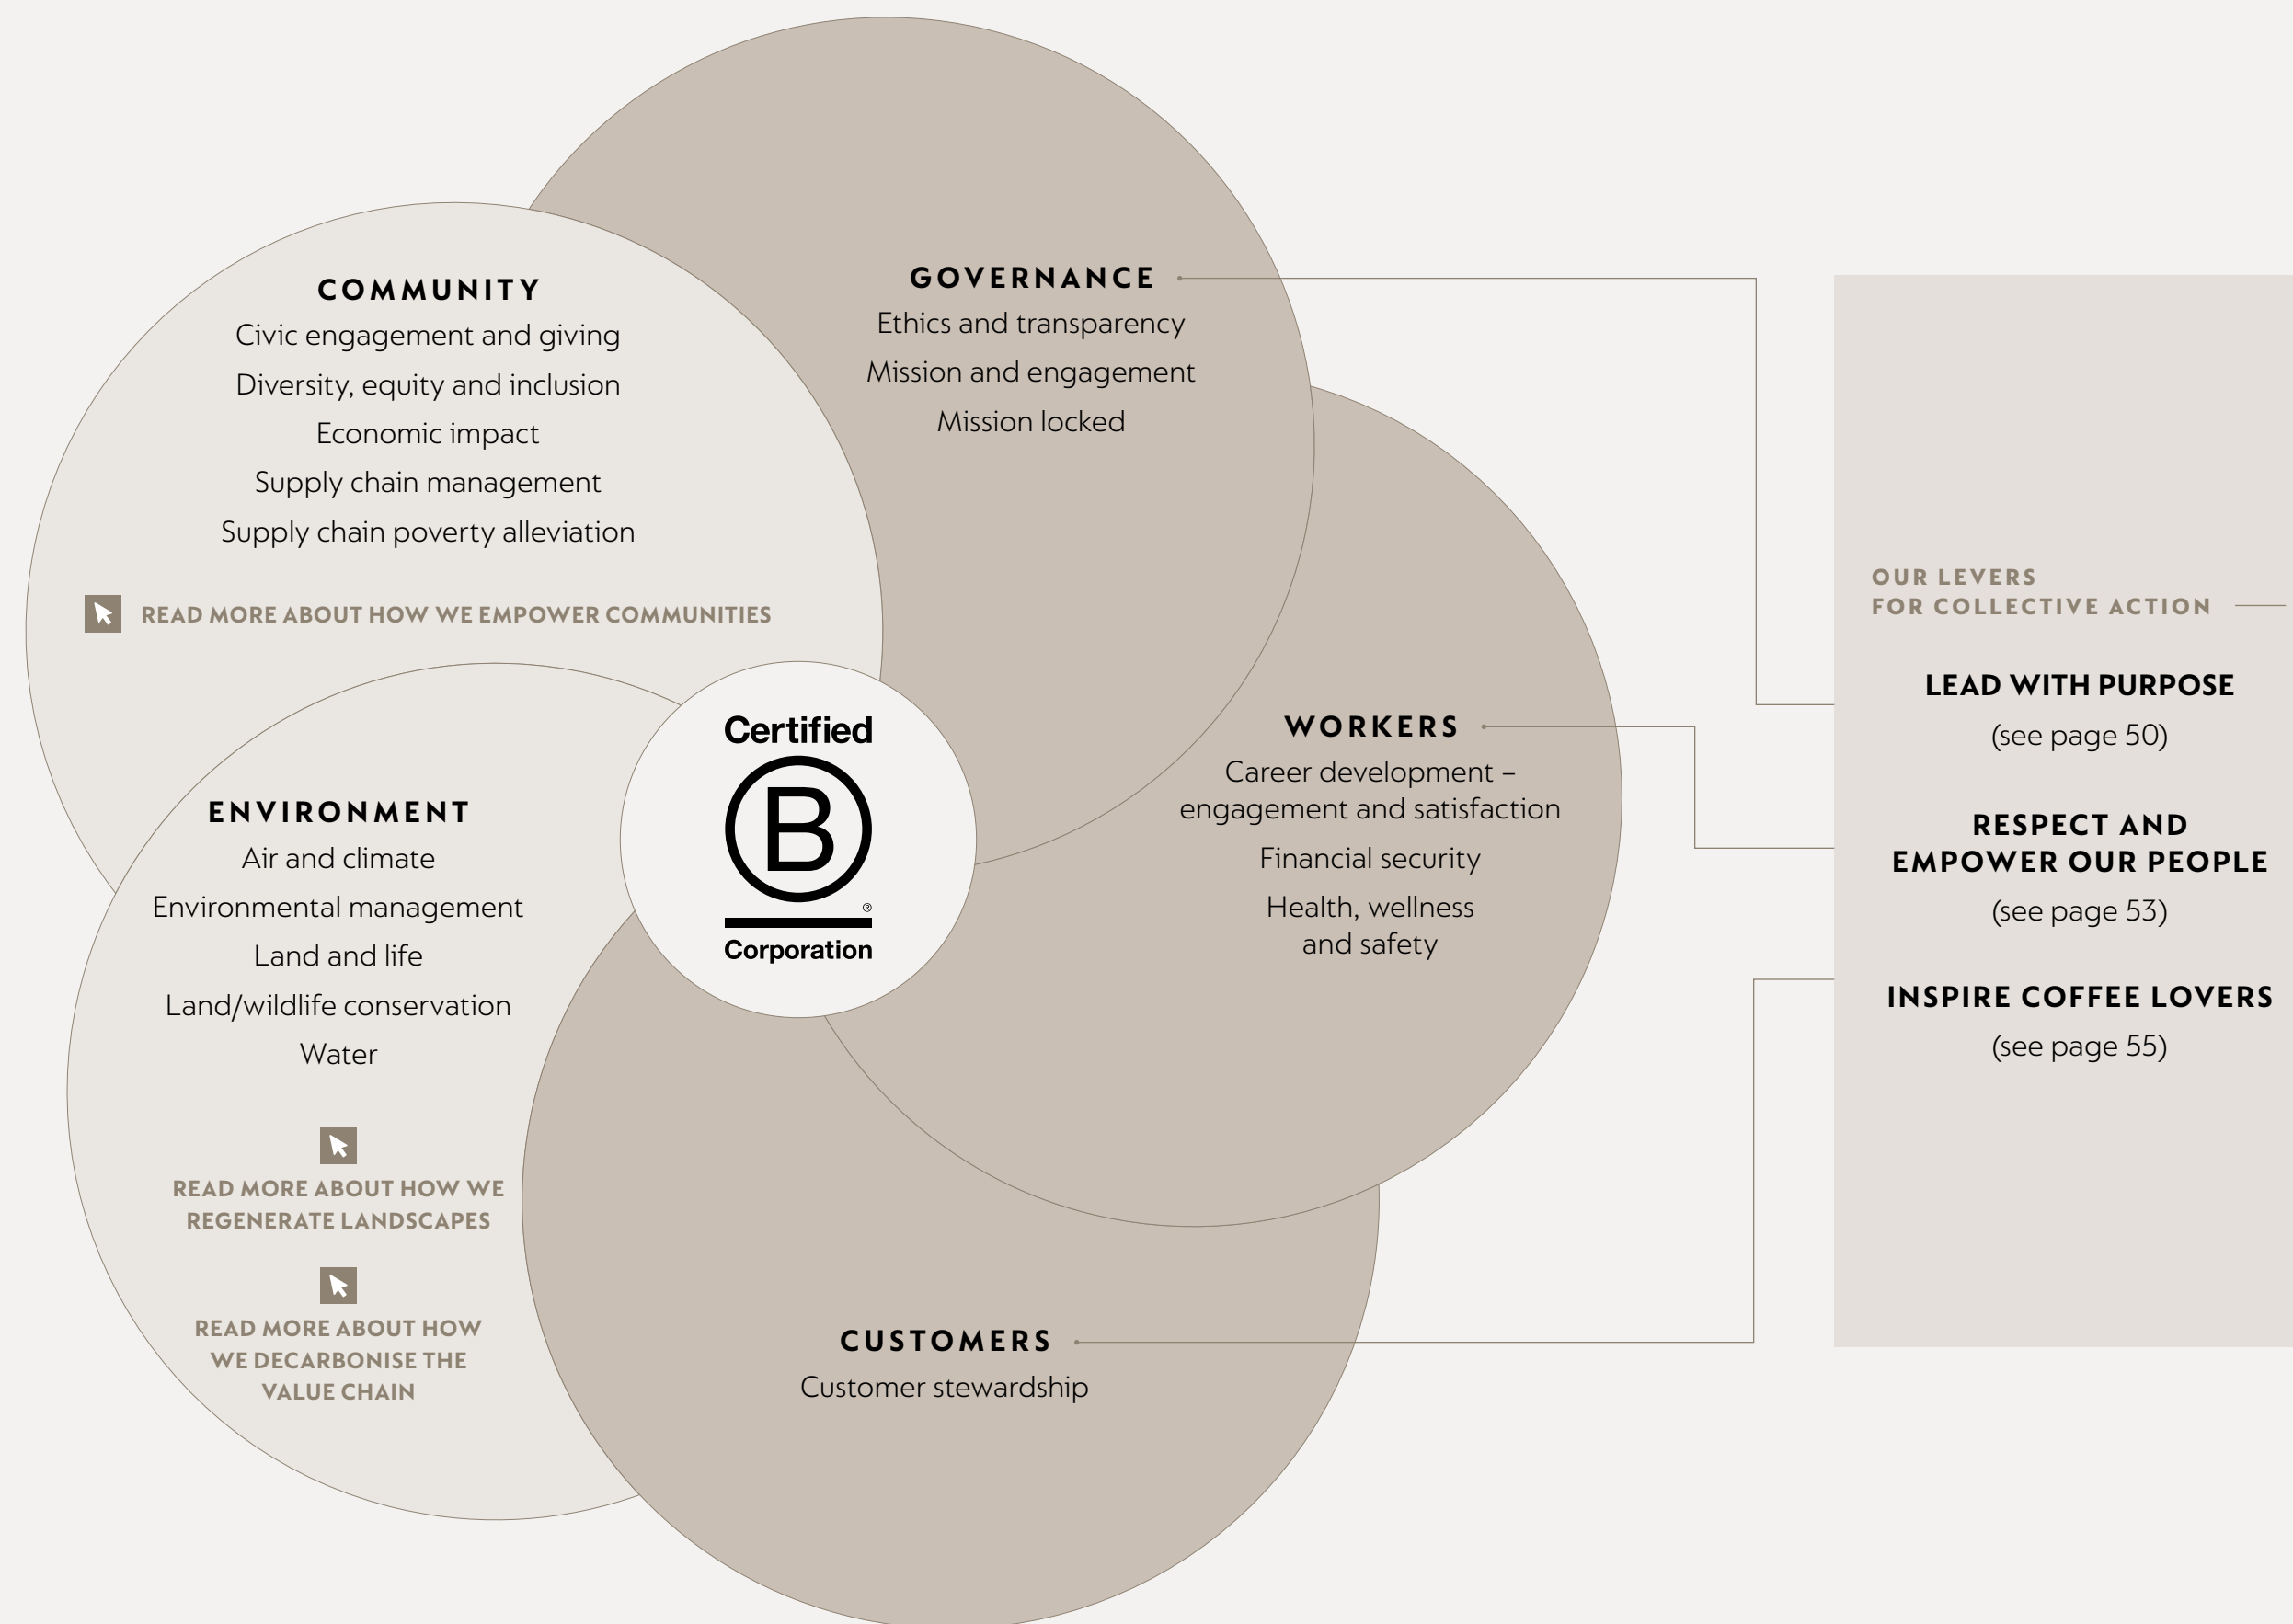 COMMUNITY
Civic engagement and giving
Diversity, equity and inclusion
Economic impact
Supply chain management
Supply chain poverty alleviation
READ MORE ABOUT HOW WE EMPOWER COMMUNITIES
GOVERNANCE
Ethics and transparency
Mission and engagement
Mission locked
ENVIRONMENT
Air and climate
Environmental management
Land and life
Land/wildlife conservation
Water
READ MORE ABOUT HOW WE
REGENERATE LANDSCAPES
READ MORE ABOUT HOW
WE DECARBONISE THE
VALUE CHAIN
Certified
B
®
Corporation
WORKERS
Career development –
engagement and satisfaction
Financial security
Health, wellness
and safety
CUSTOMERS
Customer stewardship
OUR LEVERS
FOR COLLECTIVE ACTION
LEAD WITH PURPOSE
(see page 50)
RESPECT AND
EMPOWER OUR PEOPLE
(see page 53)
INSPIRE COFFEE LOVERS
(see page 55)